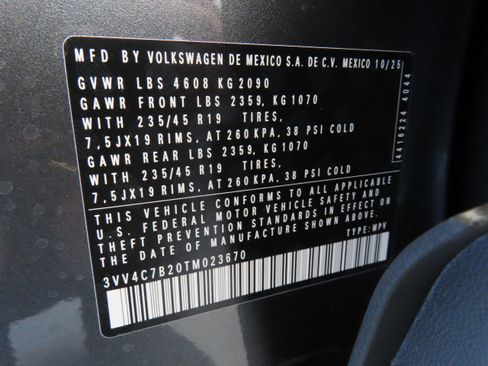 MFD BY VOLKSWAGEN DE MEXICO S.A. DE C.V. MEXICO 10/25
GVWR LBS 4608 KG 2090
GAWR FRONT LBS 2359, KG 1070
WITH 235/45 R19 TIRES,
7,5JX19 RIMS, AT 260 KPA, 38 PSI COLD
GAWR REAR LBS 2359, KG 1070
WITH 235/45 R19 TIRES,
7,5JX19 RIMS, AT 260 KPA, 38 PSI COLD
THIS VEHICLE CONFORMS TO ALL APPLICABLE
U.S. FEDERAL MOTOR VEHICLE SAFETY AND
THEFT PREVENTION STANDARDS IN EFFECT ON
THE DATE OF MANUFACTURE SHOWN ABOVE.
3VV4C7B20TM023670 TYPE: MPV
4416224 4044